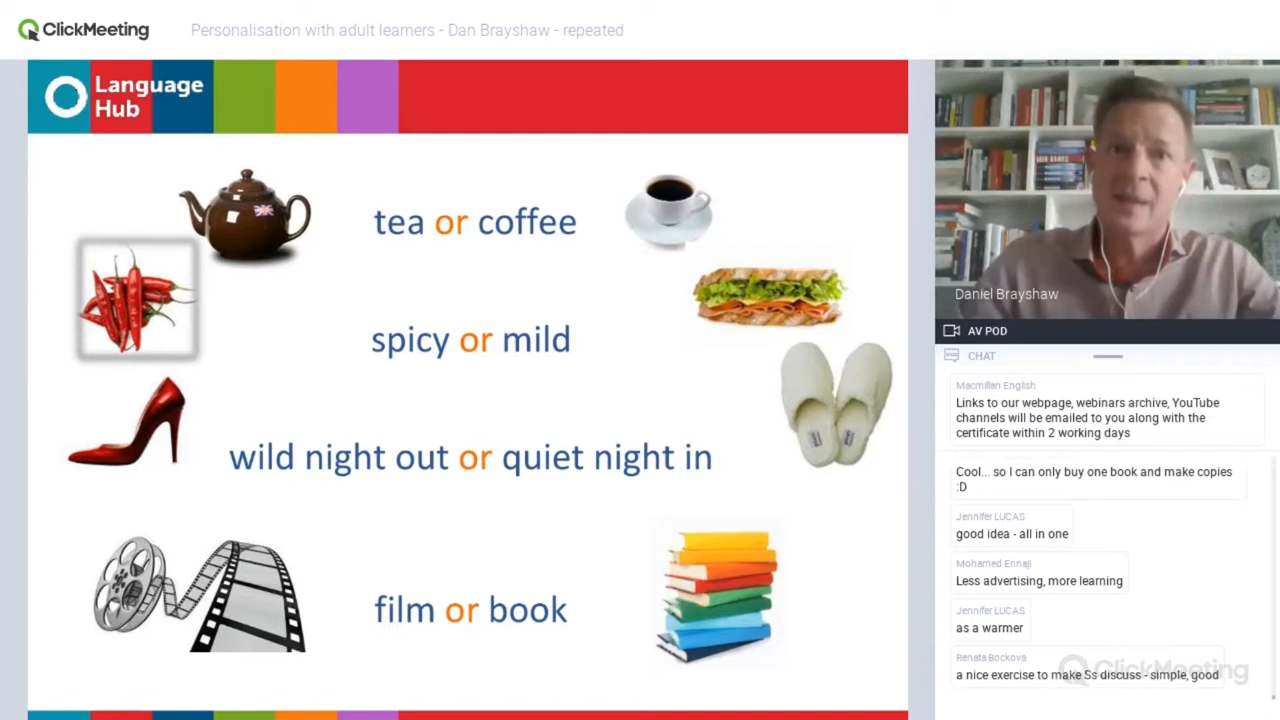 ClickMeeting
Personalisation with adult learners - Dan Brayshaw - repeated
Language
Hub
tea or coffee
spicy or mild
wild night out or quiet night in
film or book
IAIN BANKS
Daniel Brayshaw
AV POD
CHAT
Macmillan English
Links to our webpage, webinars archive, YouTube
channels will be emailed to you along with the
certificate within 2 working days
Cool... so I can only buy one book and make copies
:D
Jennifer LUCAS
good idea - all in one
Mohamed Ennaji
Less advertising, more learning
Jennifer LUCAS
as a warmer
Renata Bockova
a nice exercise to make Ss discuss - simple, good
ClickMeeting